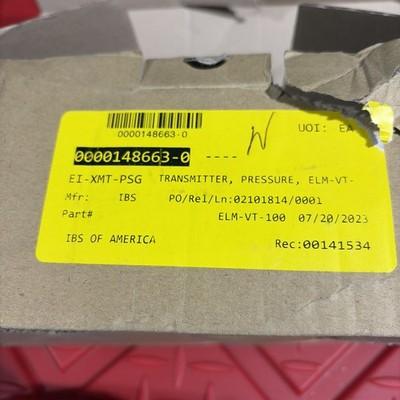 0000148663-0
UOI: EA
0000148663-0 ----
EI-XMT-PSG TRANSMITTER, PRESSURE, ELM-VT-
Mfr: IBS PO/Rel/Ln:02101814/0001
Part# ELM-VT-100 07/20/2023
IBS OF AMERICA Rec:00141534